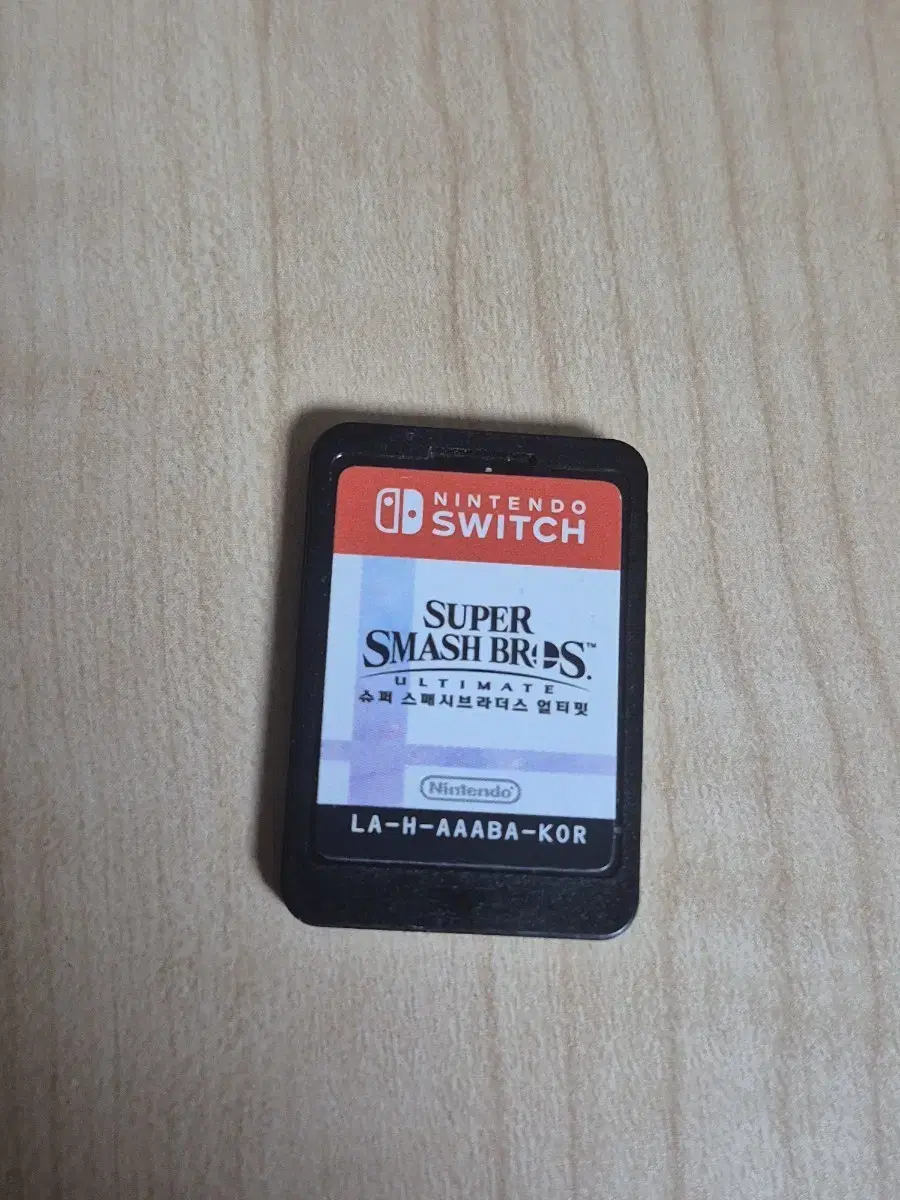 NINTENDO
SWITCH
SUPER
SMASH BROS.™
ULTIMATE
슈퍼 스매시브라더스 얼티밋
Nintendo®
LA-H-AAABA-KOR